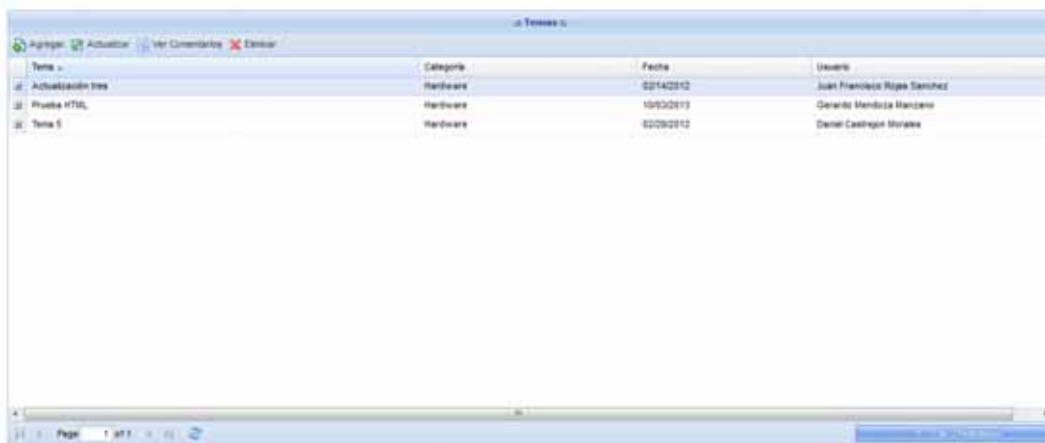 .:: Temas ::.
Agregar Actualizar Ver Comentarios Eliminar
Tema Categoría Fecha Usuario
Actualización tres Hardware 02/14/2012 Juan Francisco Rojas Sanchez
Prueba HTML Hardware 10/03/2013 Gerardo Mendoza Manzano
Tema 5 Hardware 02/29/2012 Daniel Castrejon Morales
Page 1 of 1